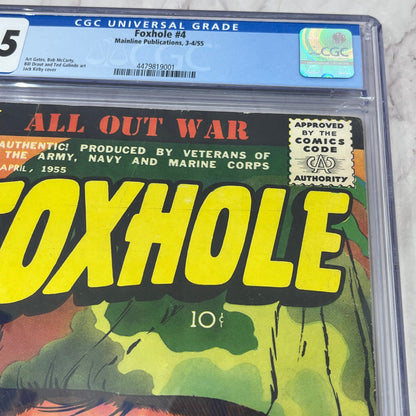 CGC UNIVERSAL GRADE
5
Foxhole #4
Mainline Publications, 3-4/55
Art Gates, Bob McCarty,
Bill Draut and Ted Galindo art
Jack Kirby cover
4479819001
CGC
ALL OUT WAR
AUTHENTIC! PRODUCED BY VETERANS OF
THE ARMY, NAVY AND MARINE CORPS
APRIL, 1955
APPROVED
BY THE
COMICS
CODE
CA
AUTHORITY
FOXHOLE
10¢